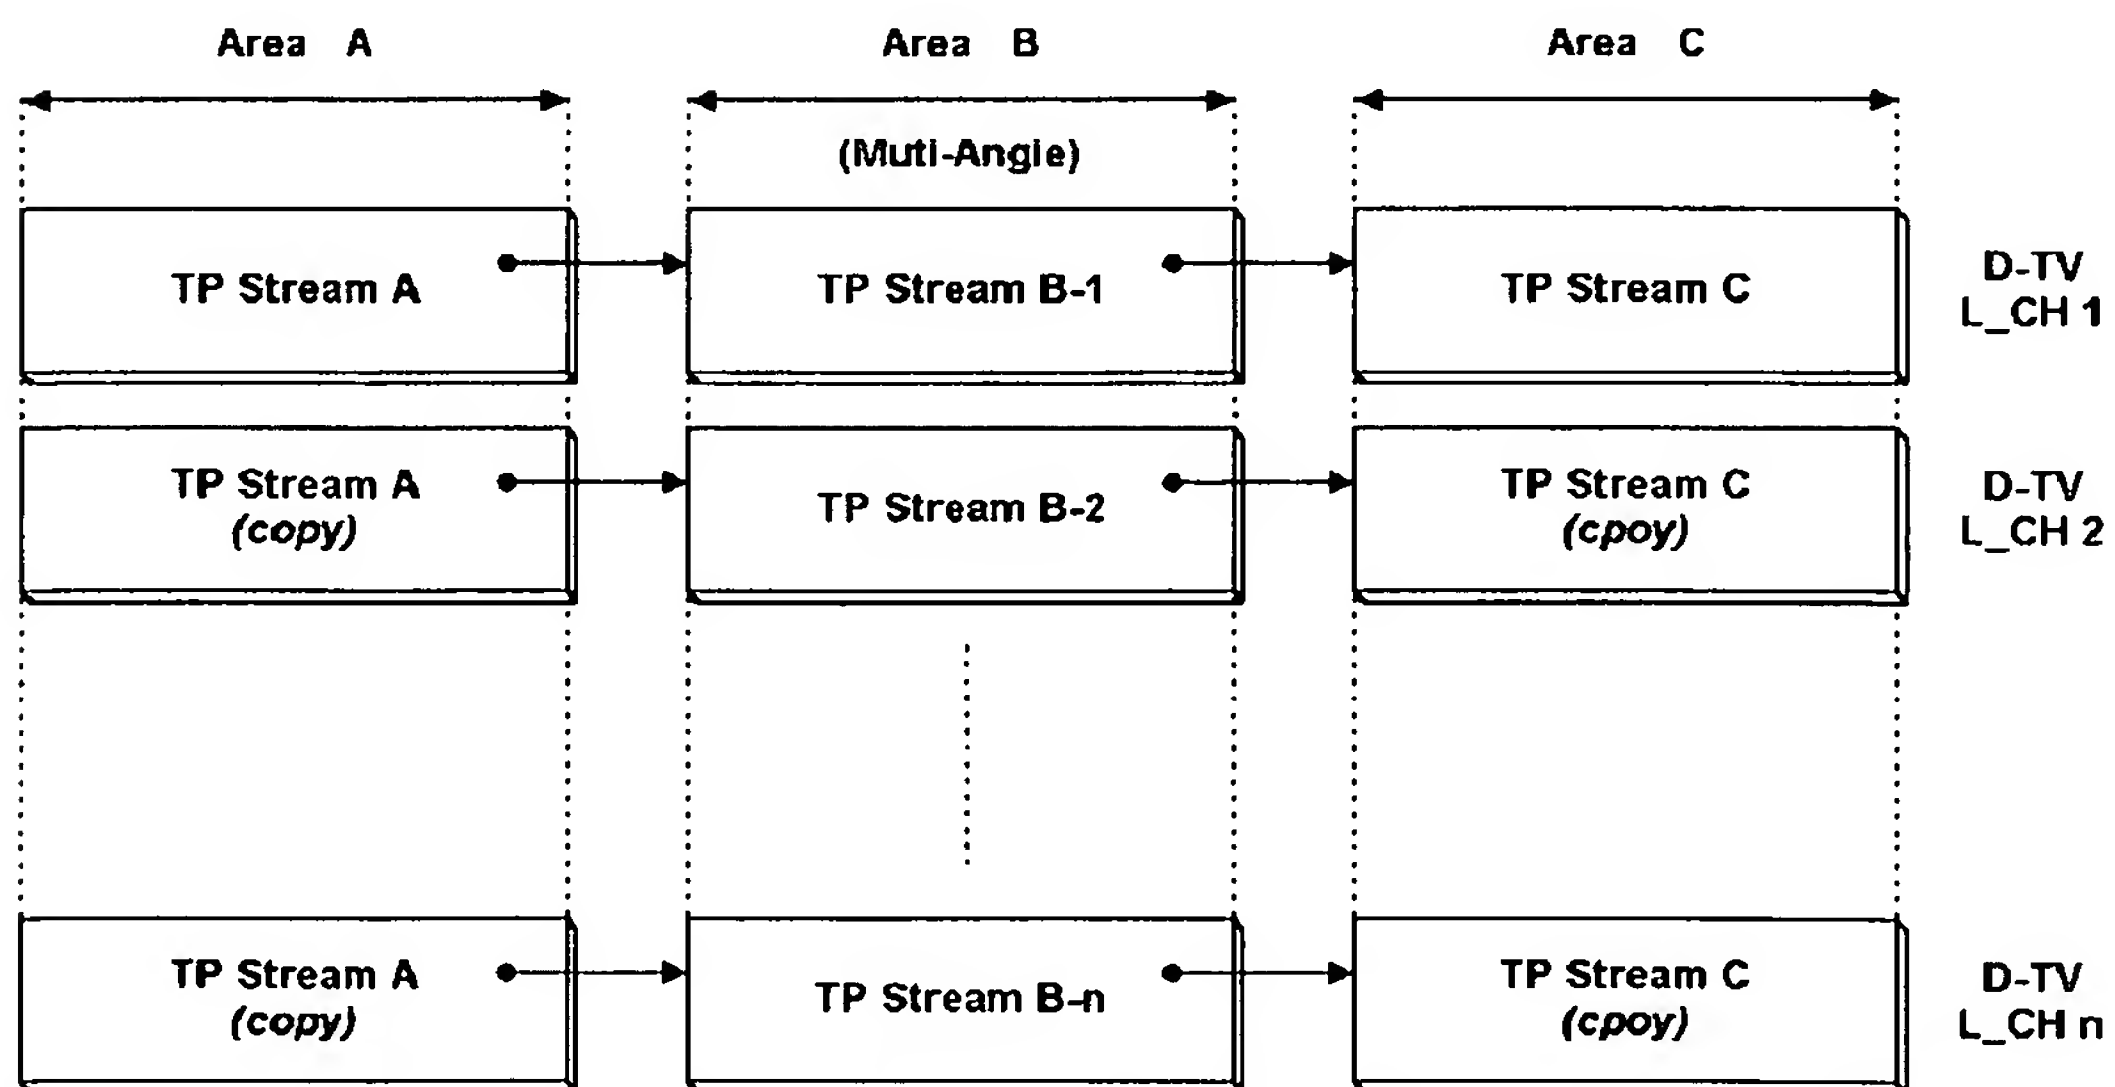 Area A
Area B
Area C
(Muti-Angle)
TP Stream A
TP Stream B-1
TP Stream C
D-TV
L_CH 1
TP Stream A
(copy)
TP Stream B-2
TP Stream C
(cpoy)
D-TV
L_CH 2
TP Stream A
(copy)
TP Stream B-n
TP Stream C
(cpoy)
D-TV
L_CH n